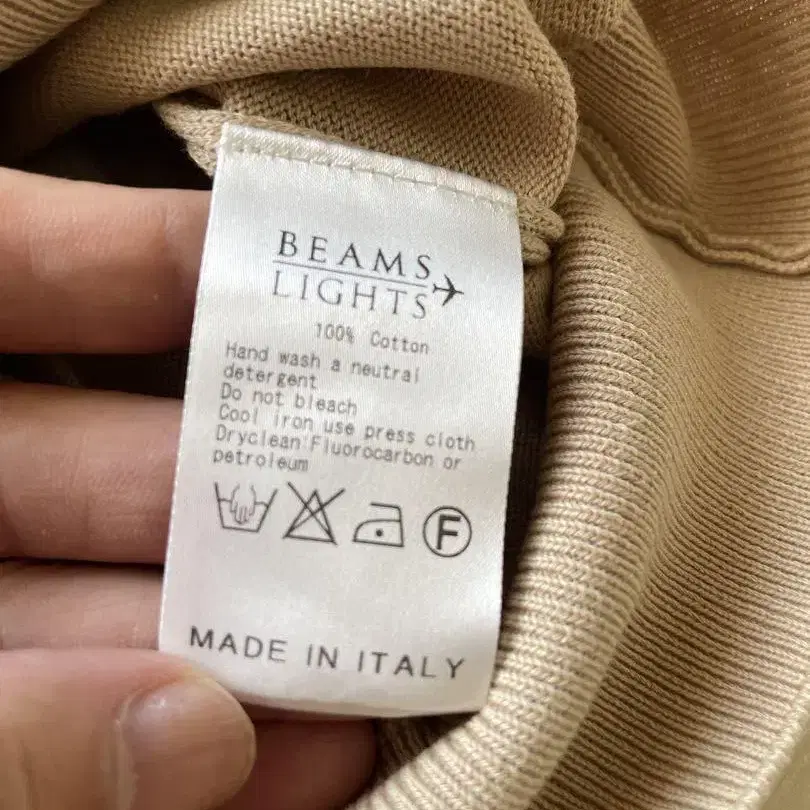 BEAMS
LIGHTS
100% Cotton
Hand wash a neutral
detergent
Do not bleach
Cool iron use press cloth
Dryclean:Fluorocarbon or
petroleum
F
MADE IN ITALY